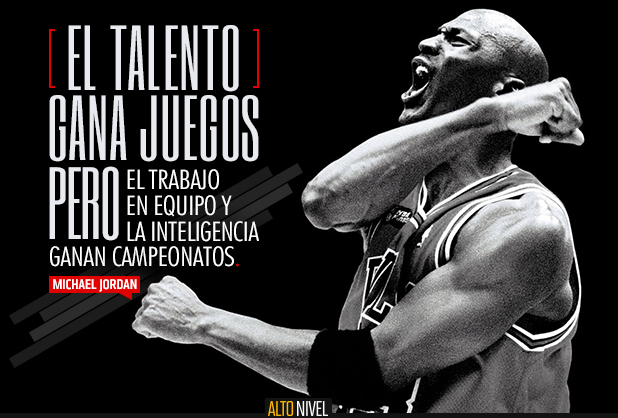 [ EL TALENTO ]
GANA JUEGOS
PERO EL TRABAJO
EN EQUIPO Y
LA INTELIGENCIA
GANAN CAMPEONATOS.
MICHAEL JORDAN
ALTO NIVEL